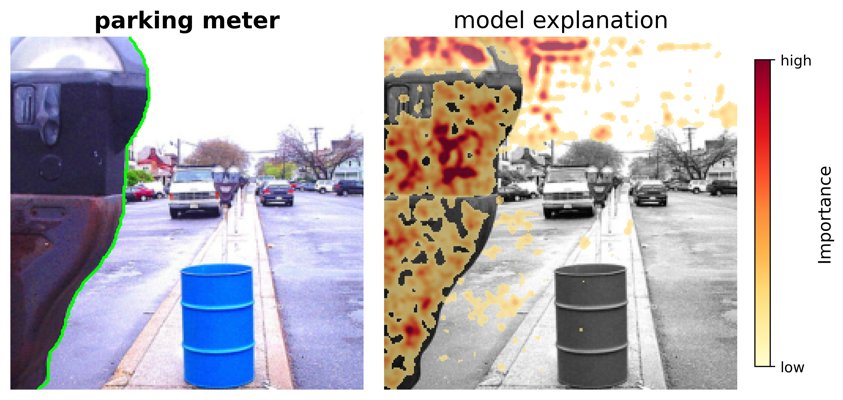 parking meter
model explanation
high
Importance
low